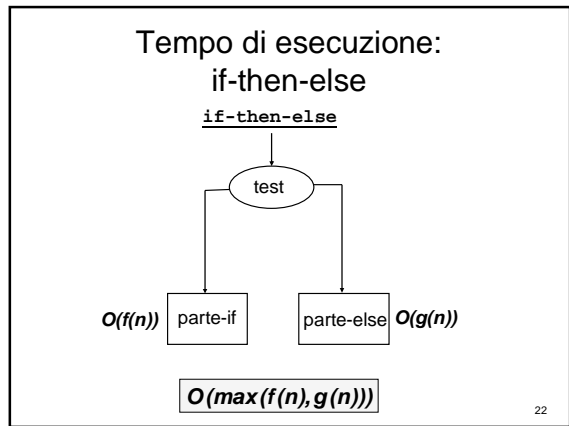 Tempo di esecuzione:
if-then-else
if-then-else
test
O(f(n)) parte-if parte-else O(g(n))
O(max(f(n),g(n)))
22